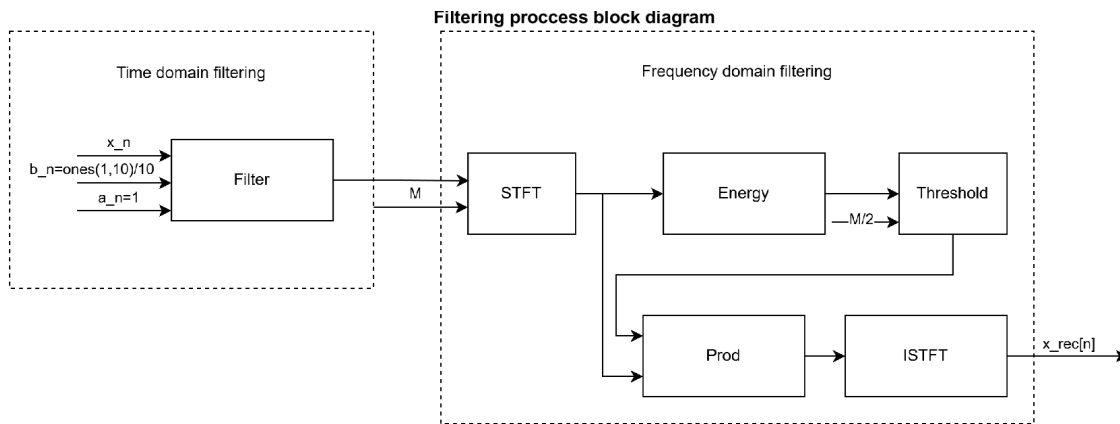 Filtering proccess block diagram
Time domain filtering
Frequency domain filtering
x_n
b_n=ones(1,10)/10
a_n=1
Filter
M
STFT
Energy
M/2
Threshold
Prod
ISTFT
x_rec[n]